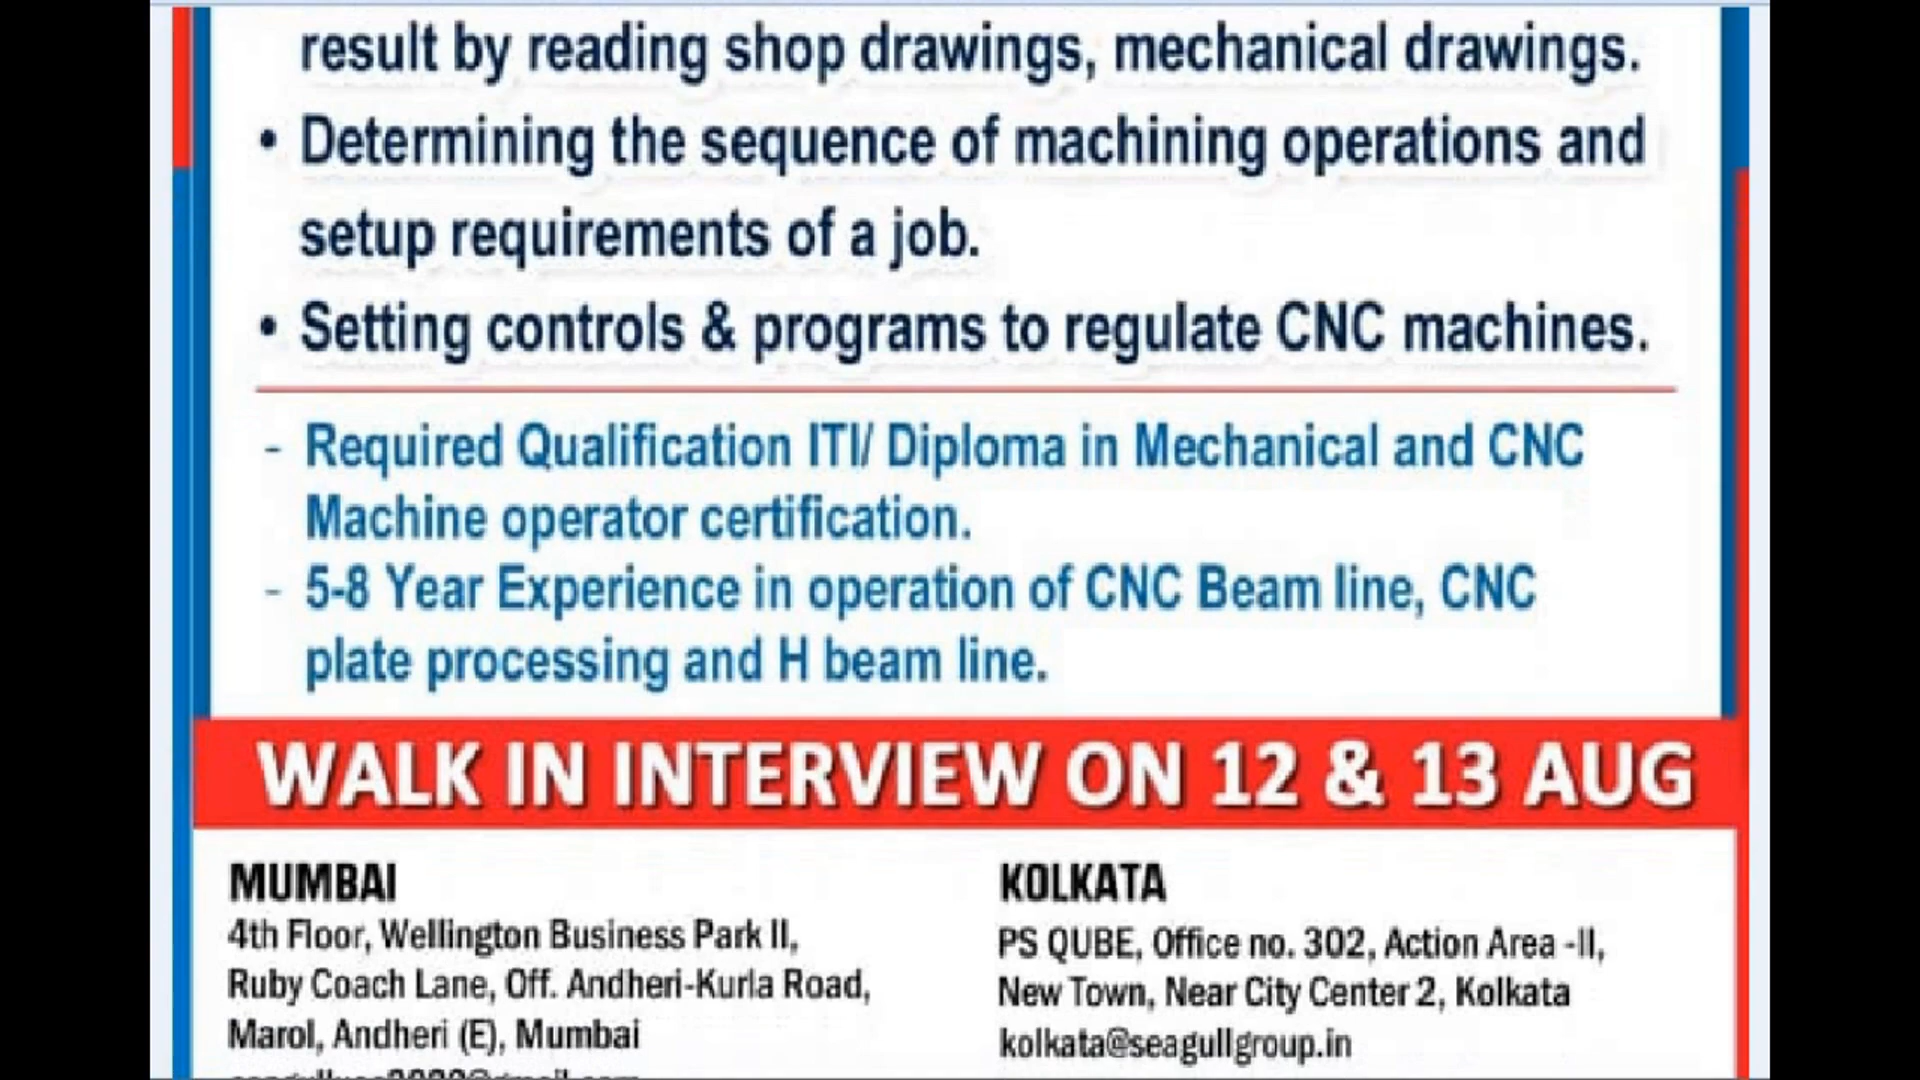 result by reading shop drawings, mechanical drawings.
• Determining the sequence of machining operations and
setup requirements of a job.
• Setting controls & programs to regulate CNC machines.
- Required Qualification ITI/ Diploma in Mechanical and CNC
Machine operator certification.
- 5-8 Year Experience in operation of CNC Beam line, CNC
plate processing and H beam line.
WALK IN INTERVIEW ON 12 & 13 AUG
MUMBAI
4th Floor, Wellington Business Park II,
Ruby Coach Lane, Off. Andheri-Kurla Road,
Marol, Andheri (E), Mumbai
KOLKATA
PS QUBE, Office no. 302, Action Area -II,
New Town, Near City Center 2, Kolkata
kolkata@seagullgroup.in